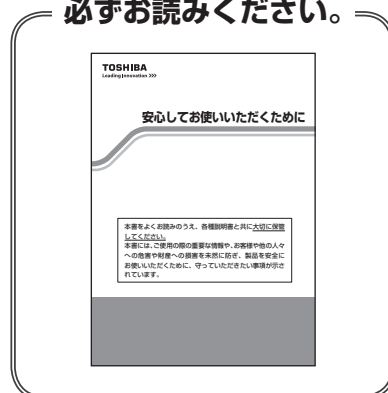 必ずお読みください。
TOSHIBA
Leading Innovation >>>
安心してお使いいただくために
本書をよくお読みのうえ、各種説明書と共に大切に保管
してください。
本書には、ご使用の際の重要な情報や、お客様や他の人々
への危害や財産への損害を未然に防ぎ、製品を安全に
お使いいただくために、守っていただきたい事項が示さ
れています。